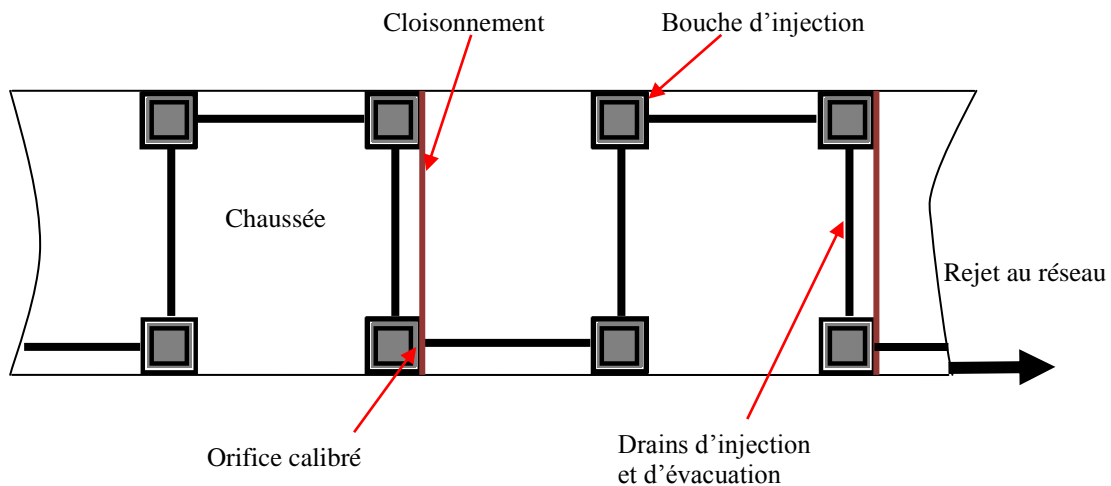 Cloisonnement
Bouche d’injection
Chaussée
Rejet au réseau
Orifice calibré
Drains d’injection
et d’évacuation